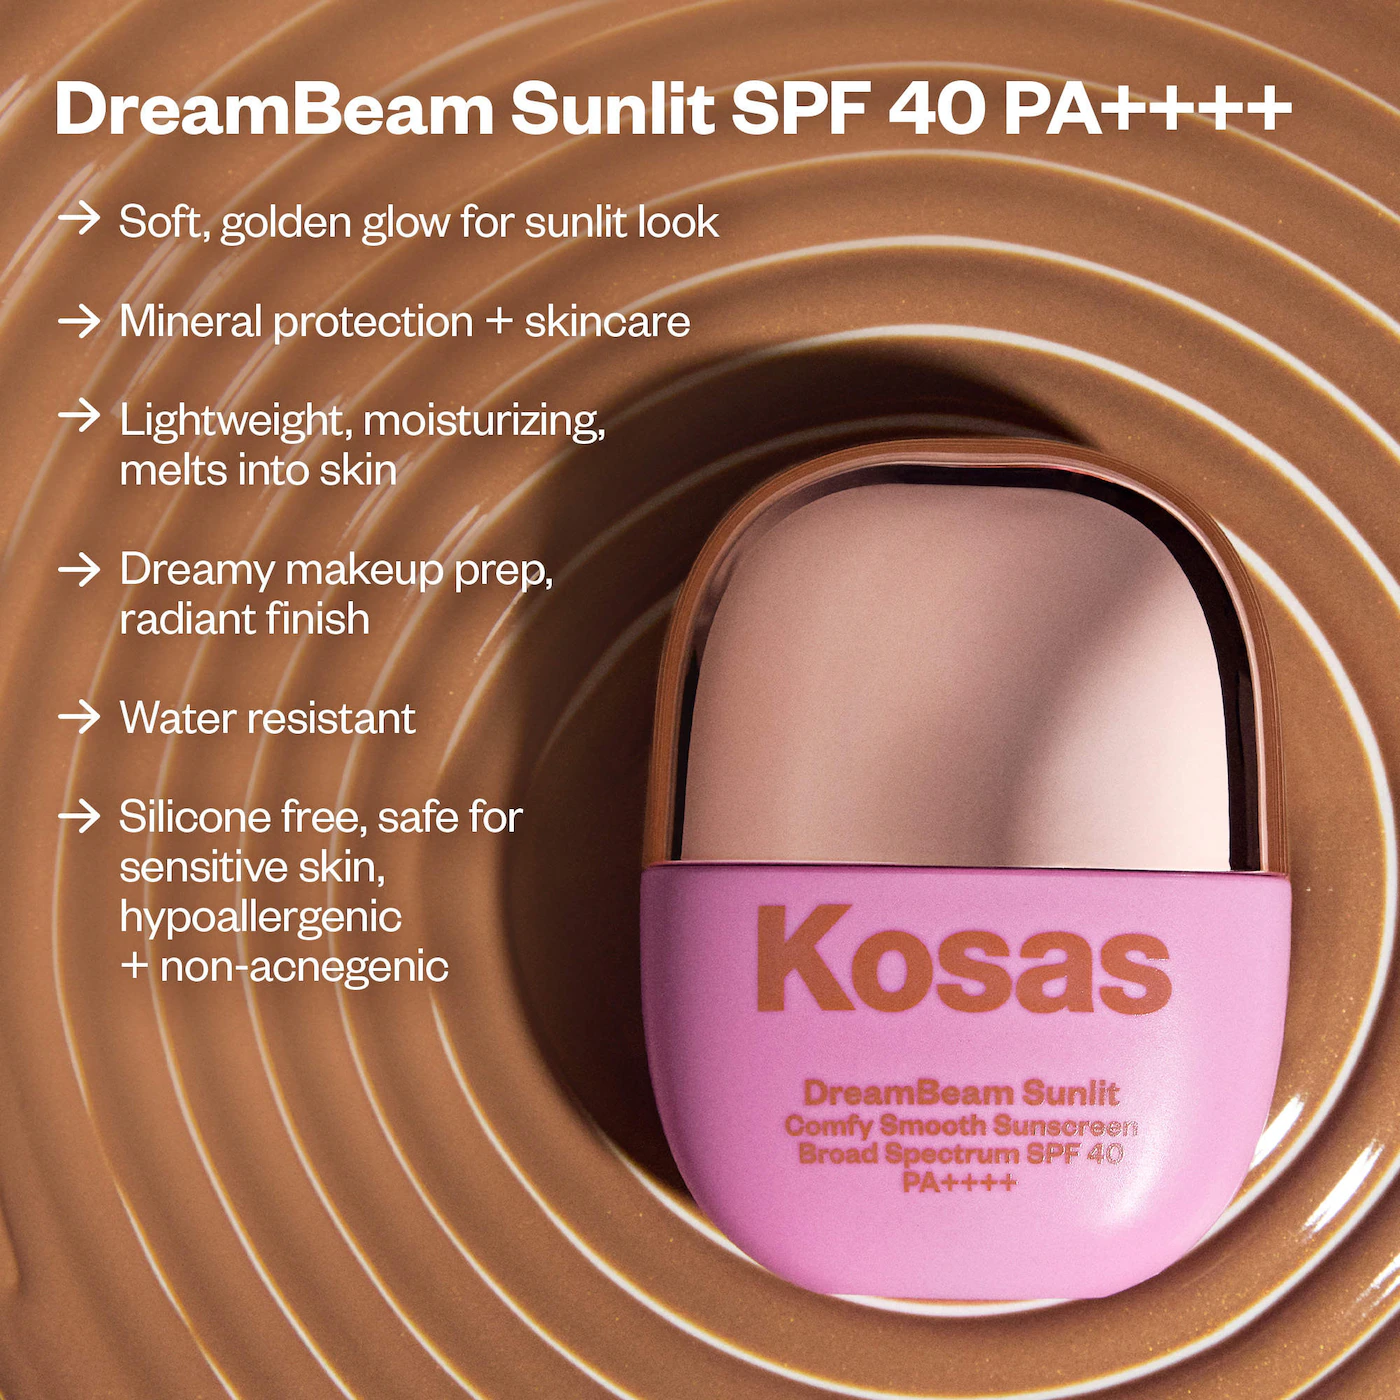 DreamBeam Sunlit SPF 40 PA++++
→ Soft, golden glow for sunlit look
→ Mineral protection + skincare
→ Lightweight, moisturizing,
melts into skin
→ Dreamy makeup prep,
radiant finish
→ Water resistant
→ Silicone free, safe for
sensitive skin,
hypoallergenic
+ non-acnegenic
Kosas
DreamBeam Sunlit
Comfy Smooth Sunscreen
Broad Spectrum SPF 40
PA++++